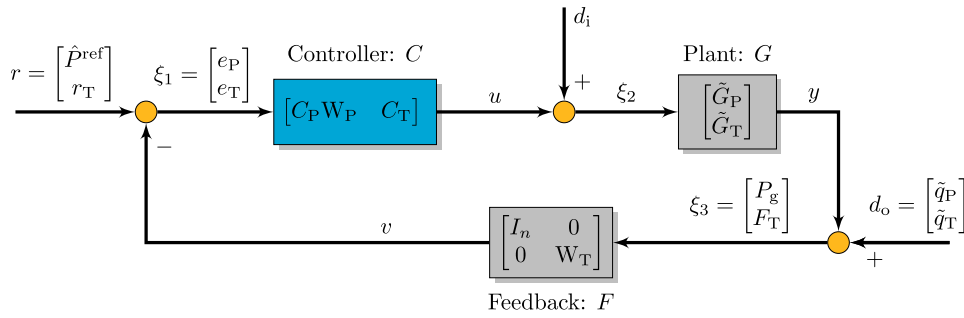 d_i
Controller: C
Plant: G
r = [P̂^ref
r_T]
ξ_1 = [e_P
e_T]
[C_P W_P C_T]
u
+
ξ_2
[G̃_P
G̃_T]
y
−
v
[I_n 0
0 W_T]
ξ_3 = [P_g
F_T]
d_o = [q̃_P
q̃_T]
+
Feedback: F